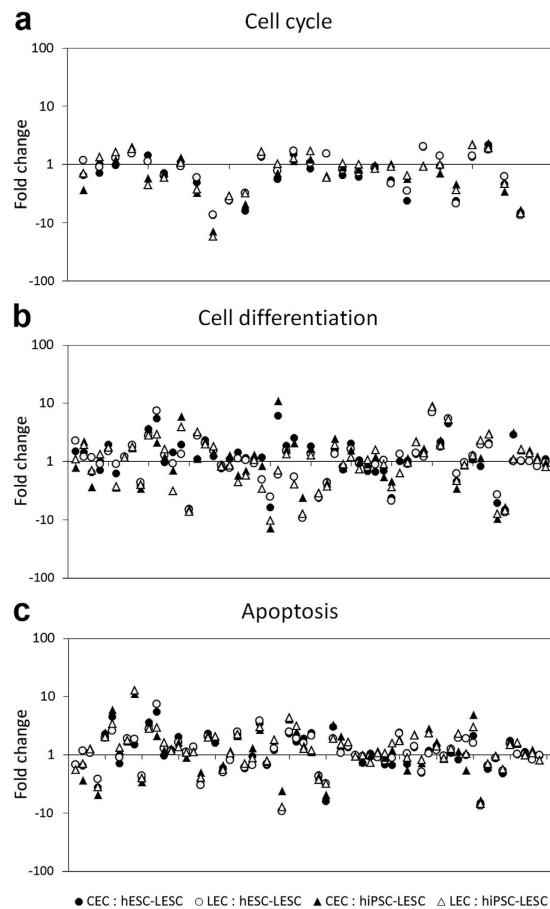 a
Cell cycle
100
10
1
-10
-100
Fold change
b
Cell differentiation
100
10
1
-10
-100
Fold change
c
Apoptosis
100
10
1
-10
-100
Fold change
CEC : hESC-LESC
LEC : hESC-LESC
CEC : hiPSC-LESC
LEC : hiPSC-LESC